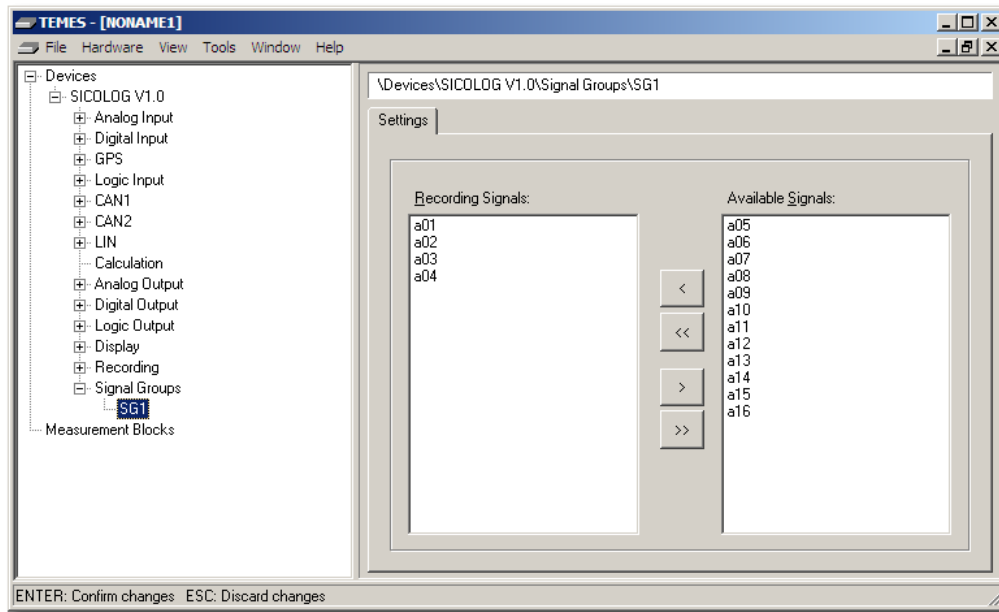 TEMES - [NONAME1]
File Hardware View Tools Window Help
Devices
SICOLOG V1.0
Analog Input
Digital Input
GPS
Logic Input
CAN1
CAN2
LIN
Calculation
Analog Output
Digital Output
Logic Output
Display
Recording
Signal Groups
SG1
Measurement Blocks
\Devices\SICOLOG V1.0\Signal Groups\SG1
Settings
Recording Signals:
a01
a02
a03
a04
<
<<
>
>>
Available Signals:
a05
a06
a07
a08
a09
a10
a11
a12
a13
a14
a15
a16
ENTER: Confirm changes ESC: Discard changes